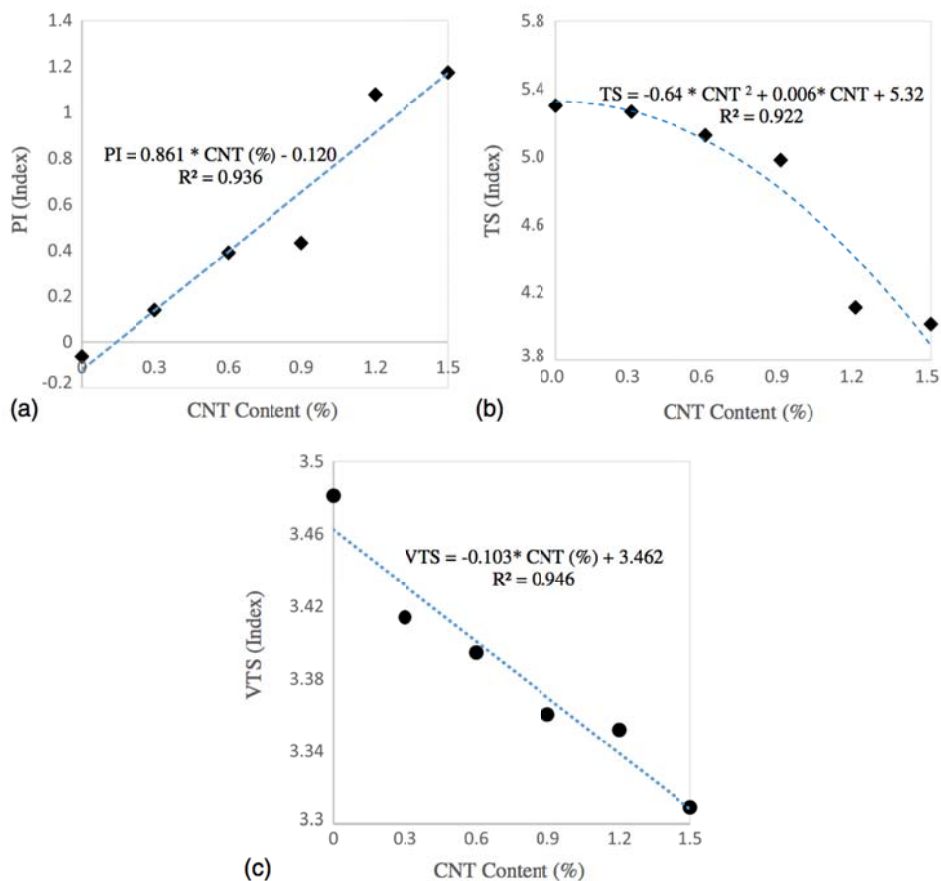 1.4
1.2
1
0.8
0.6
0.4
0.2
0
-0.2
PI (Index)
PI = 0.861 * CNT (%) - 0.120
R² = 0.936
0 0.3 0.6 0.9 1.2 1.5
CNT Content (%)
(a)
5.8
5.4
5.0
4.6
4.2
3.8
TS (Index)
TS = -0.64 * CNT ² + 0.006* CNT + 5.32
R² = 0.922
0.0 0.3 0.6 0.9 1.2 1.5
CNT Content (%)
(b)
3.5
3.46
3.42
3.38
3.34
3.3
VTS (Index)
VTS = -0.103* CNT (%) + 3.462
R² = 0.946
0 0.3 0.6 0.9 1.2 1.5
CNT Content (%)
(c)